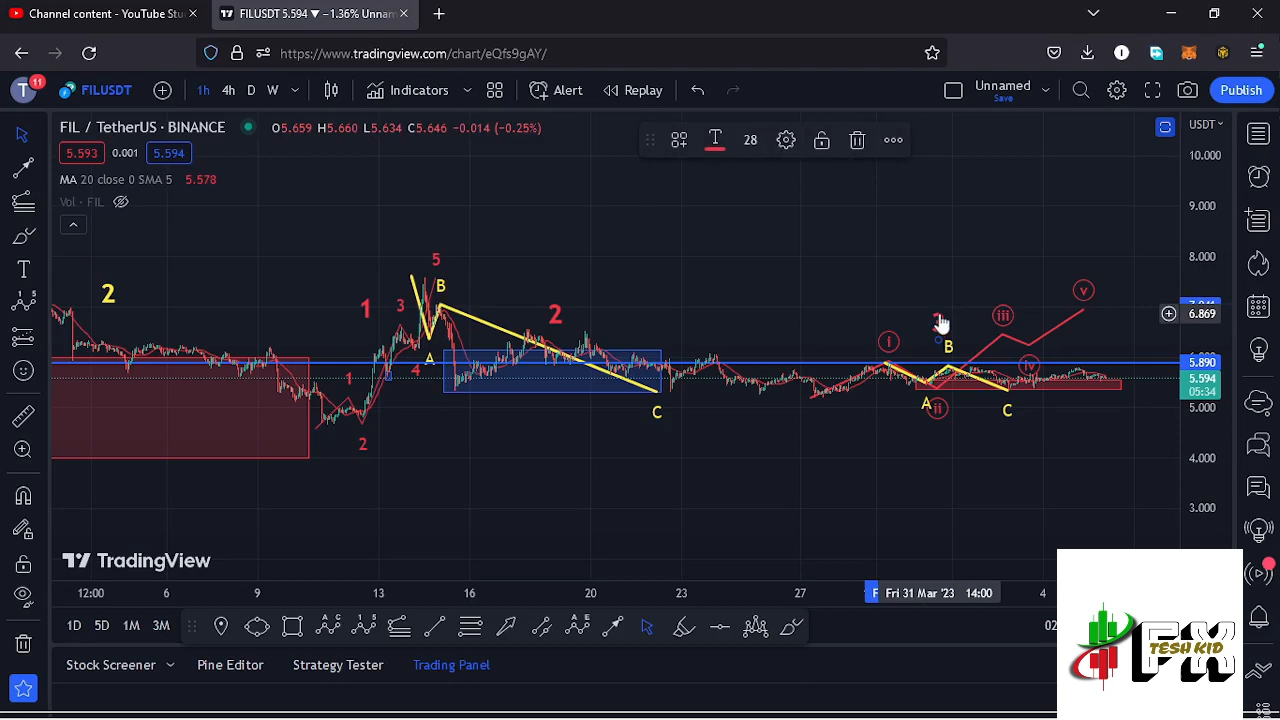 Channel content - YouTube Stu
FILUSDT 5.594 ▼ −1.36% Unnam
https://www.tradingview.com/chart/eQfs9gAY/
T
11
FILUSDT
1h 4h D W
Indicators
Alert
Replay
Unnamed
Save
Publish
FIL / TetherUS · BINANCE
O5.659 H5.660 L5.634 C5.646 −0.014 (−0.25%)
28
USDT
5.593 0.001 5.594
MA 20 close 0 SMA 5 5.578
Vol · FIL
10.000
9.000
8.000
6.869
5.890
5.594
05:34
5.000
4.000
3.000
2
1
3
5
B
2
A
4
1
2
C
i
B
iii
v
iv
A
ii
C
TradingView
12:00 6 9 13 16 20 23 27 Fri 31 Mar '23 14:00 4
1D 5D 1M 3M
02
Stock Screener
Pine Editor
Strategy Tester
Trading Panel
FX
TESH KID